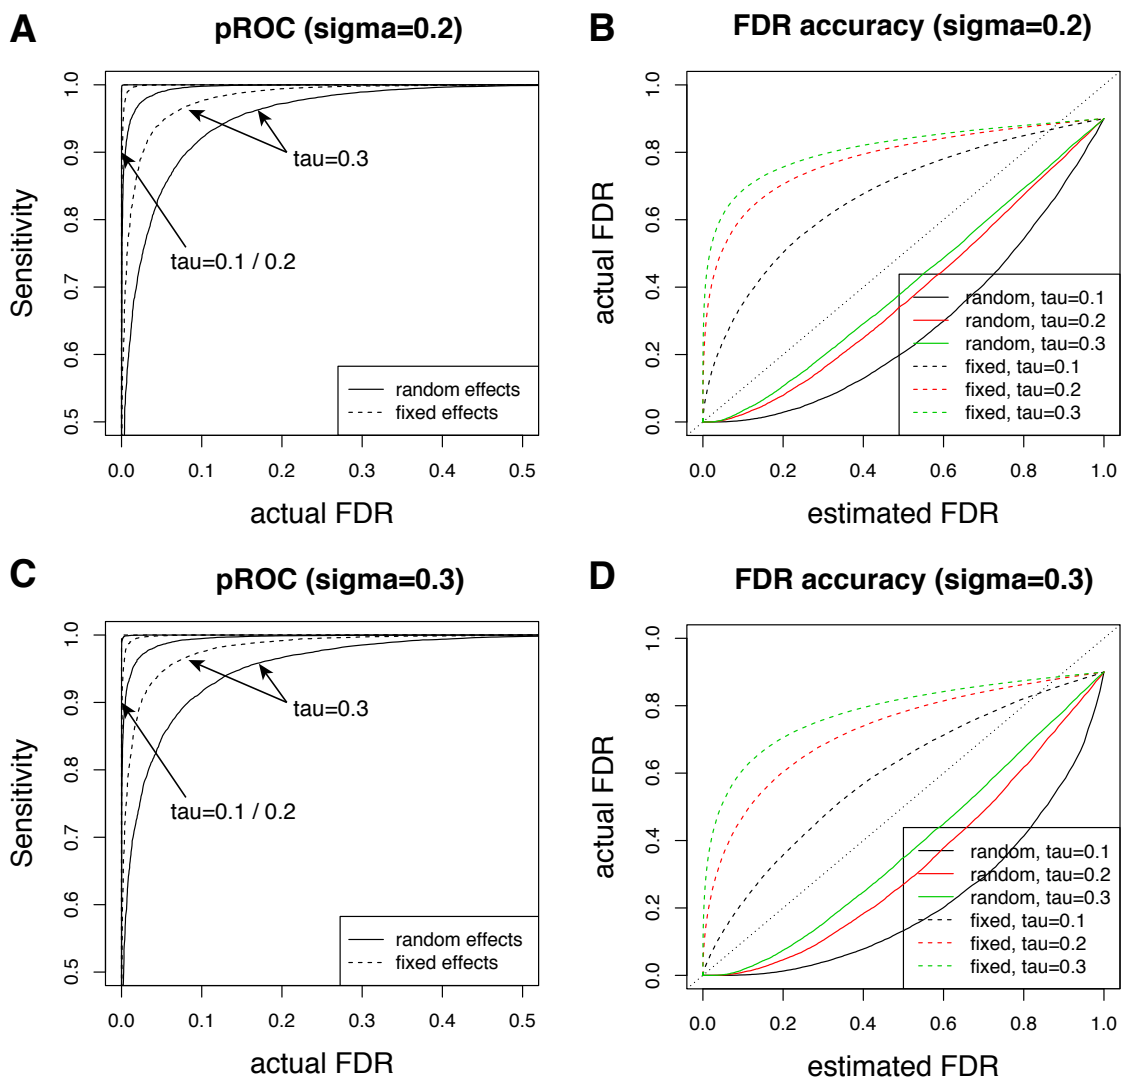 A
pROC (sigma=0.2)
Sensitivity
0.5 0.6 0.7 0.8 0.9 1.0
tau=0.3
tau=0.1 / 0.2
random effects
fixed effects
0.0 0.1 0.2 0.3 0.4 0.5
actual FDR
B
FDR accuracy (sigma=0.2)
actual FDR
0.0 0.2 0.4 0.6 0.8 1.0
random, tau=0.1
random, tau=0.2
random, tau=0.3
fixed, tau=0.1
fixed, tau=0.2
fixed, tau=0.3
0.0 0.2 0.4 0.6 0.8 1.0
estimated FDR
C
pROC (sigma=0.3)
Sensitivity
0.5 0.6 0.7 0.8 0.9 1.0
tau=0.3
tau=0.1 / 0.2
random effects
fixed effects
0.0 0.1 0.2 0.3 0.4 0.5
actual FDR
D
FDR accuracy (sigma=0.3)
actual FDR
0.0 0.2 0.4 0.6 0.8 1.0
random, tau=0.1
random, tau=0.2
random, tau=0.3
fixed, tau=0.1
fixed, tau=0.2
fixed, tau=0.3
0.0 0.2 0.4 0.6 0.8 1.0
estimated FDR